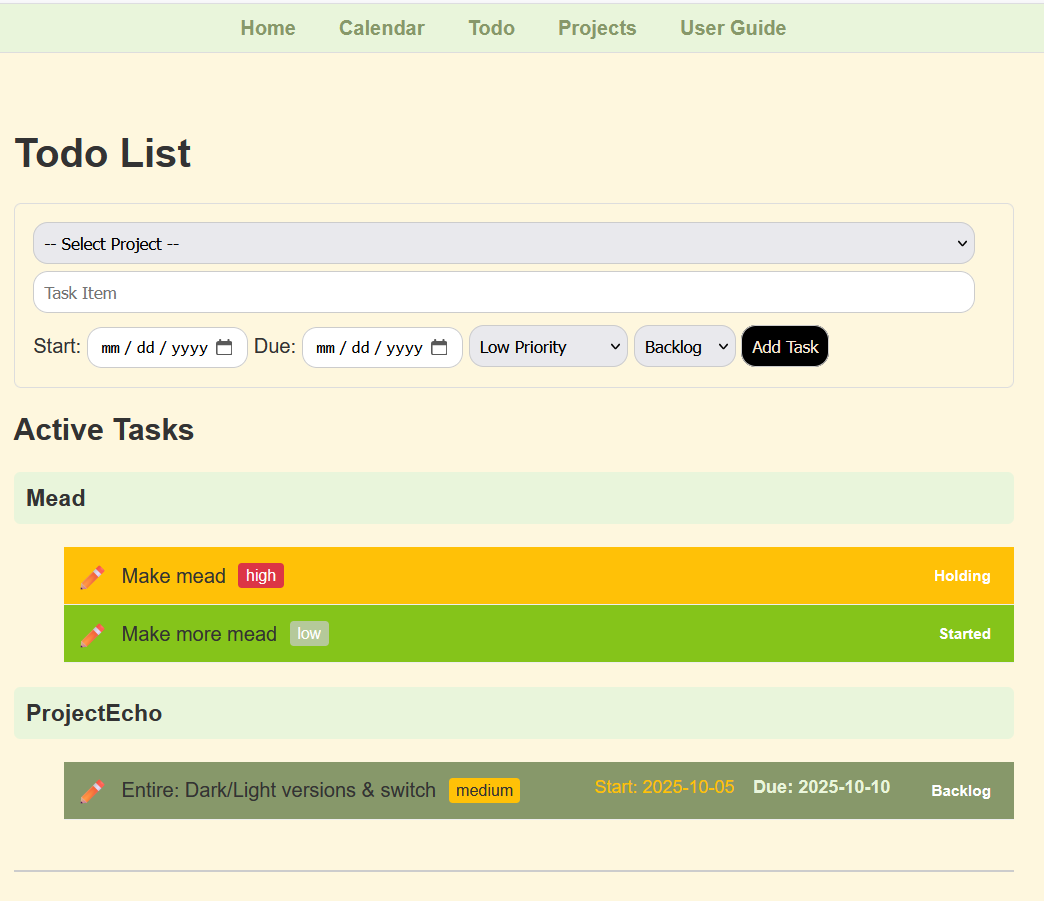 Home Calendar Todo Projects User Guide
Todo List
-- Select Project --
Task Item
Start: mm / dd / yyyy Due: mm / dd / yyyy Low Priority Backlog Add Task
Active Tasks
Mead
Make mead high Holding
Make more mead low Started
ProjectEcho
Entire: Dark/Light versions & switch medium Start: 2025-10-05 Due: 2025-10-10 Backlog